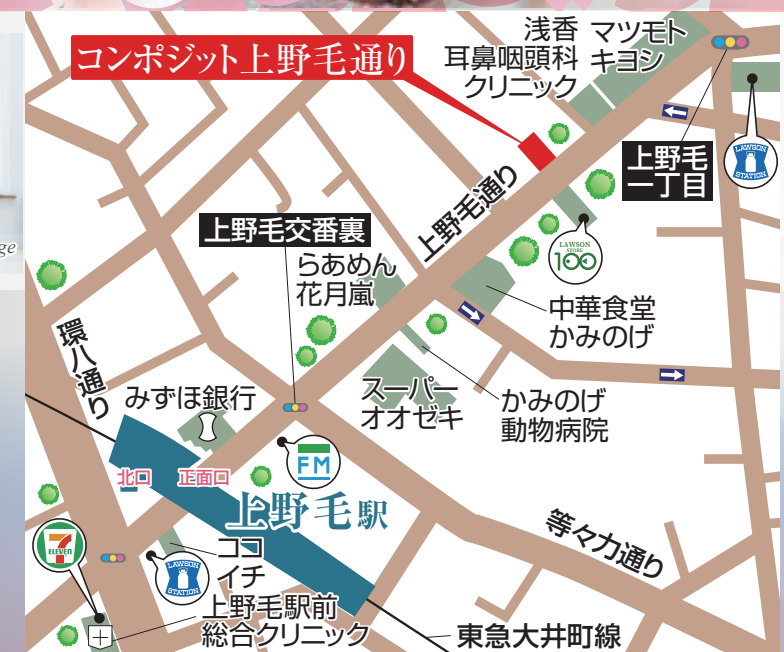 浅香
耳鼻咽頭科
クリニック
マツモト
キヨシ
コンポジット上野毛通り
上野毛
一丁目
LAWSON
STATION
上野毛通り
上野毛交番裏
ge
LAWSON
STORE
100
らあめん
花月嵐
中華食堂
かみのげ
環八通り
みずほ銀行
スーパー
オオゼキ
かみのげ
動物病院
FM
北口
正面口
上野毛駅
等々力通り
7
ELEVEN
ココ
イチ
LAWSON
STATION
上野毛駅前
総合クリニック
東急大井町線